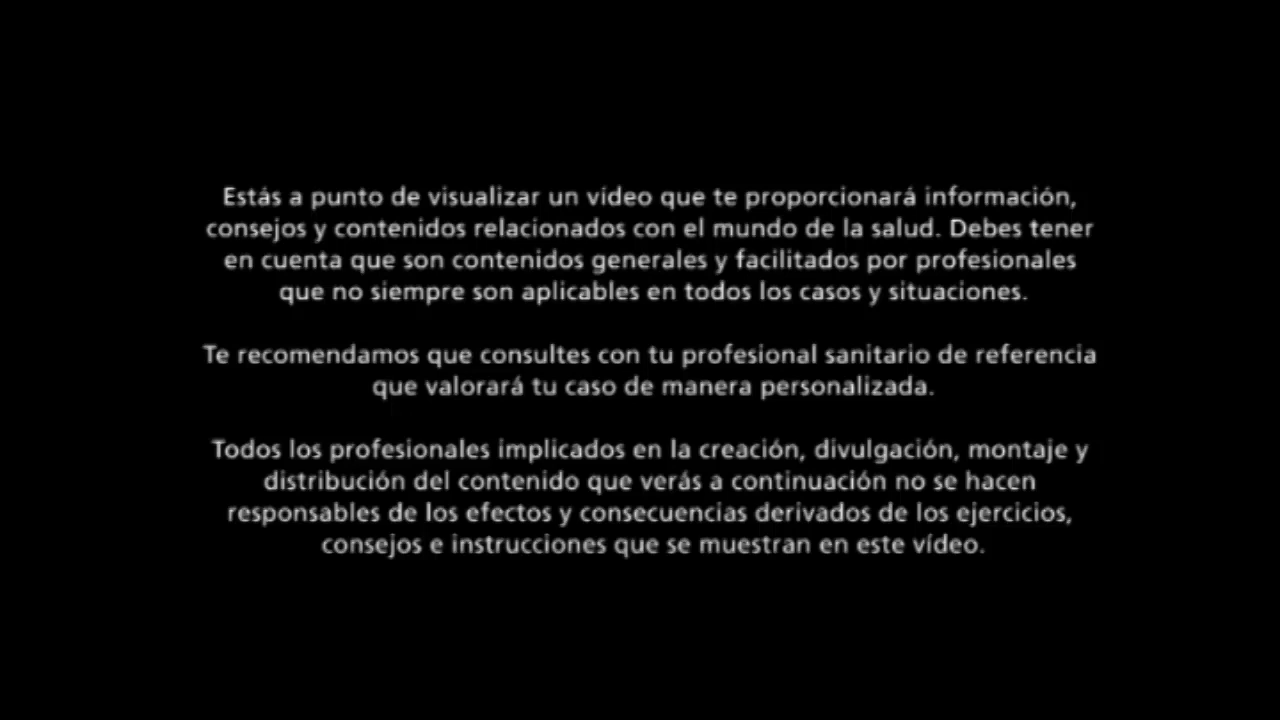 Estás a punto de visualizar un vídeo que te proporcionará información,
consejos y contenidos relacionados con el mundo de la salud. Debes tener
en cuenta que son contenidos generales y facilitados por profesionales
que no siempre son aplicables en todos los casos y situaciones.
Te recomendamos que consultes con tu profesional sanitario de referencia
que valorará tu caso de manera personalizada.
Todos los profesionales implicados en la creación, divulgación, montaje y
distribución del contenido que verás a continuación no se hacen
responsables de los efectos y consecuencias derivados de los ejercicios,
consejos e instrucciones que se muestran en este vídeo.